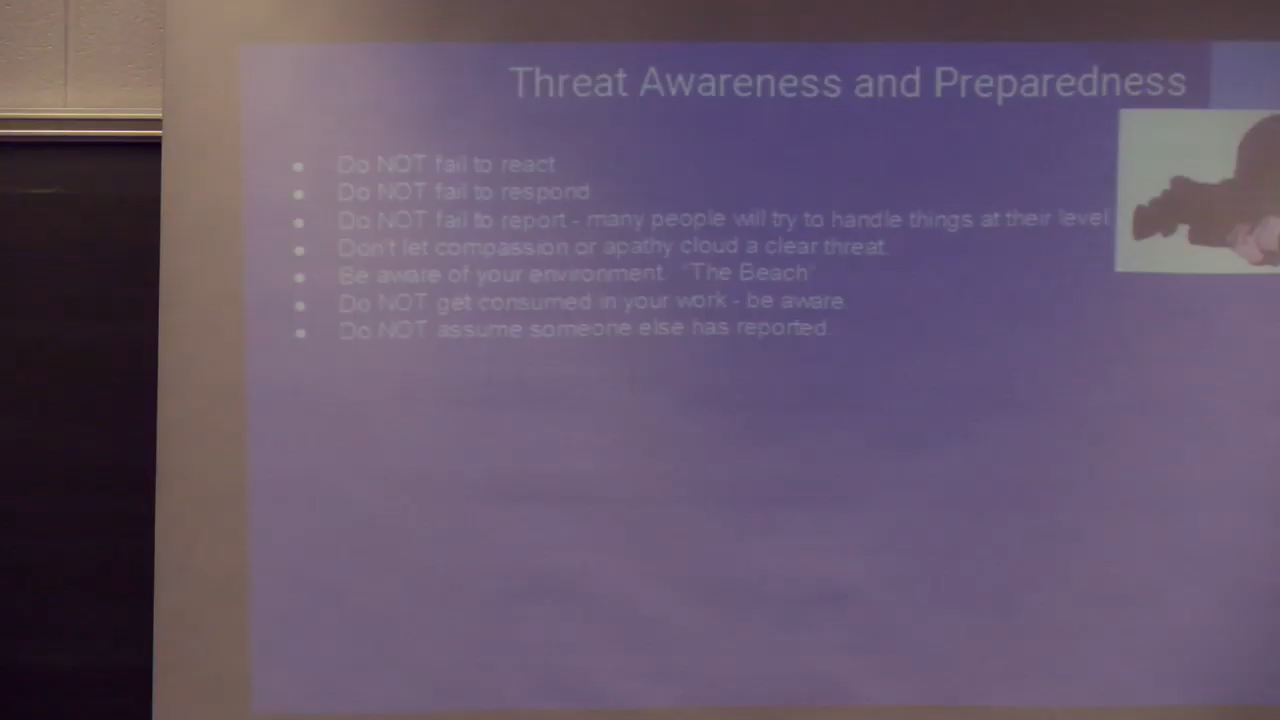 Threat Awareness and Preparedness
• Do NOT fail to react
• Do NOT fail to respond
• Do NOT fail to report - many people will try to handle things at their level
• Don't let compassion or apathy cloud a clear threat.
• Be aware of your environment. "The Beach"
• Do NOT get consumed in your work - be aware.
• Do NOT assume someone else has reported.